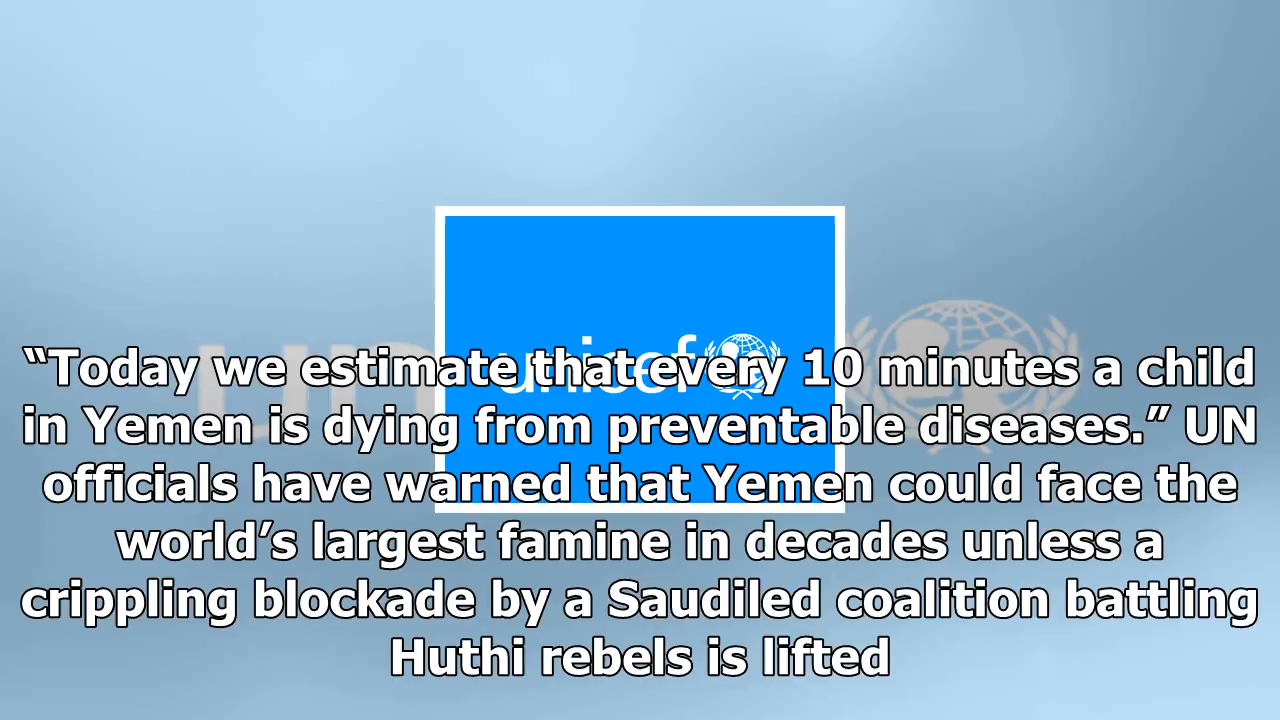 unicef
“Today we estimate that every 10 minutes a child
in Yemen is dying from preventable diseases.” UN
officials have warned that Yemen could face the
world’s largest famine in decades unless a
crippling blockade by a Saudiled coalition battling
Huthi rebels is lifted